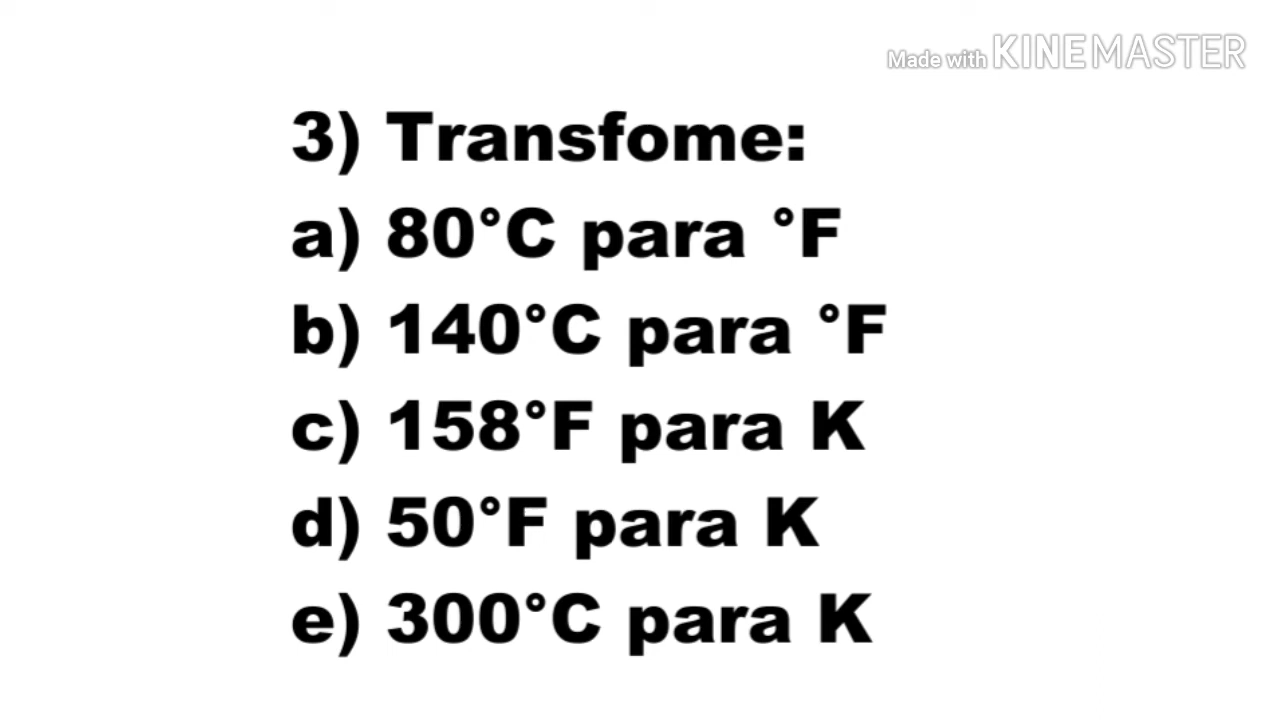 Made with KINEMASTER
3) Transfome:
a) 80°C para °F
b) 140°C para °F
c) 158°F para K
d) 50°F para K
e) 300°C para K